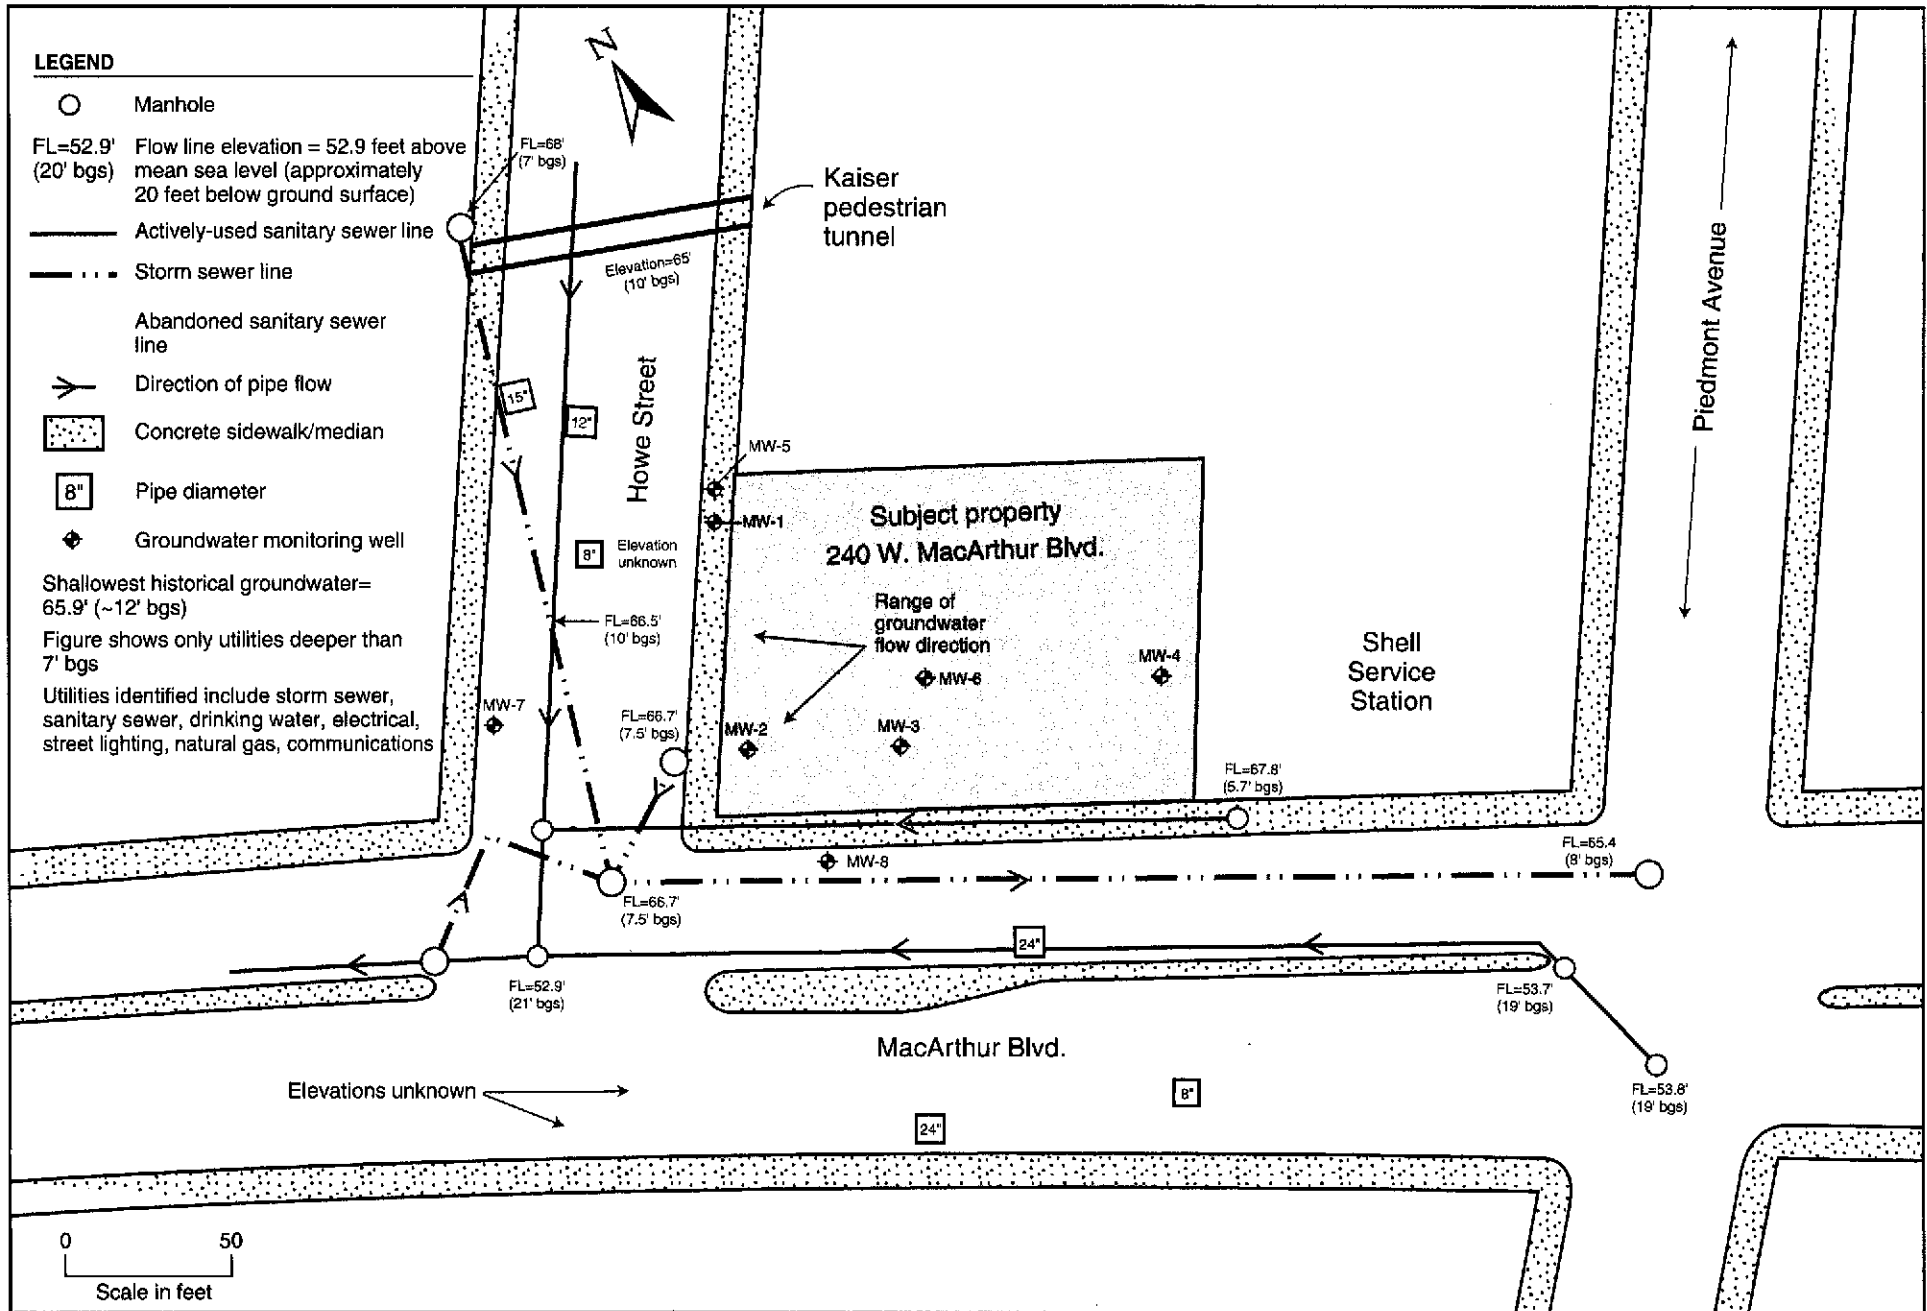 LEGEND
Manhole
FL=52.9' Flow line elevation = 52.9 feet above
(20' bgs) mean sea level (approximately
20 feet below ground surface)
Actively-used sanitary sewer line
Storm sewer line
Abandoned sanitary sewer
line
Direction of pipe flow
Concrete sidewalk/median
8" Pipe diameter
Groundwater monitoring well
Shallowest historical groundwater=
65.9' (~12' bgs)
Figure shows only utilities deeper than
7' bgs
Utilities identified include storm sewer,
sanitary sewer, drinking water, electrical,
street lighting, natural gas, communications
N
FL=68'
(7' bgs)
Kaiser
pedestrian
tunnel
Elevation=65'
(10' bgs)
15"
12"
Howe Street
Piedmont Avenue
MW-5
MW-1
Subject property
240 W. MacArthur Blvd.
8" Elevation
unknown
Range of
groundwater
flow direction
FL=66.5'
(10' bgs)
MW-6
MW-4
Shell
Service
Station
MW-7
FL=66.7'
(7.5' bgs)
MW-2
MW-3
FL=67.8'
(5.7' bgs)
MW-8
FL=65.4
(8' bgs)
FL=66.7'
(7.5' bgs)
24"
FL=52.9'
(21' bgs)
FL=53.7'
(19' bgs)
MacArthur Blvd.
Elevations unknown
8"
24"
FL=53.8'
(19' bgs)
0 50
Scale in feet